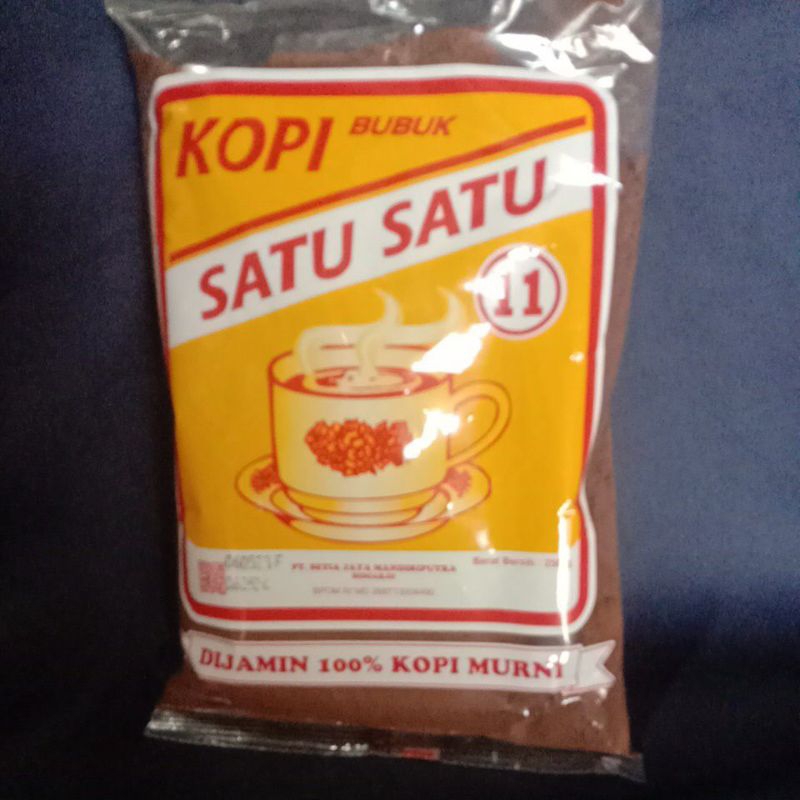 KOPI BUBUK
SATU SATU
11
PT. SETIA JAYA MANDIRIPUTRA
Berat Bersih
DIJAMIN 100% KOPI MURNI